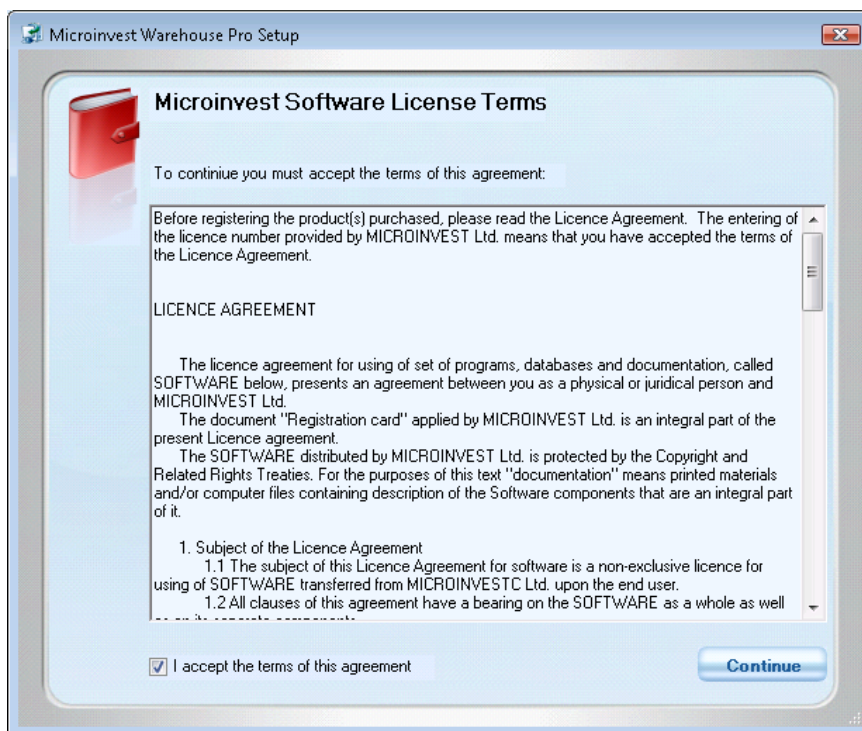 Microinvest Warehouse Pro Setup
Microinvest Software License Terms
To continiue you must accept the terms of this agreement:
Before registering the product(s) purchased, please read the Licence Agreement. The entering of
the licence number provided by MICROINVEST Ltd. means that you have accepted the terms of
the Licence Agreement.
LICENCE AGREEMENT
The licence agreement for using of set of programs, databases and documentation, called
SOFTWARE below, presents an agreement between you as a physical or juridical person and
MICROINVEST Ltd.
The document "Registration card" applied by MICROINVEST Ltd. is an integral part of the
present Licence agreement.
The SOFTWARE distributed by MICROINVEST Ltd. is protected by the Copyright and
Related Rights Treaties. For the purposes of this text "documentation" means printed materials
and/or computer files containing description of the Software components that are an integral part
of it.
1. Subject of the Licence Agreement
1.1 The subject of this Licence Agreement for software is a non-exclusive licence for
using of SOFTWARE transferred from MICROINVESTC Ltd. upon the end user.
1.2 All clauses of this agreement have a bearing on the SOFTWARE as a whole as well
I accept the terms of this agreement
Continue